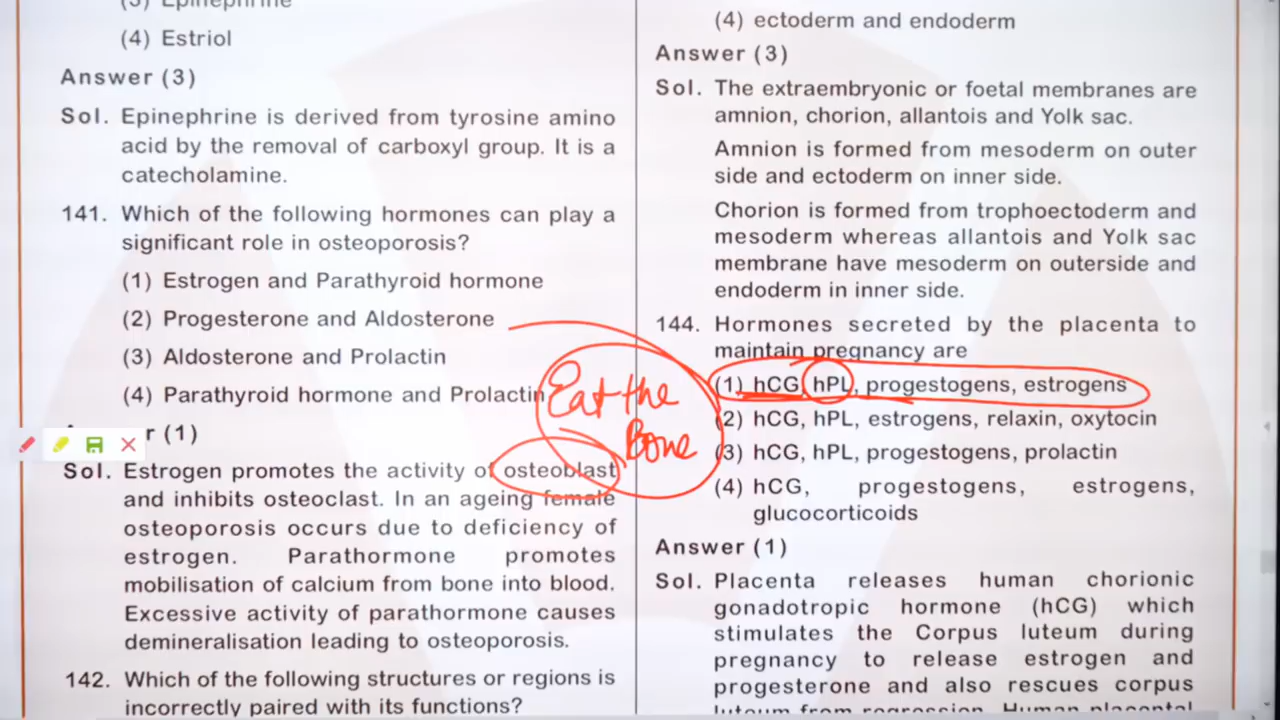 (3) Epinephrine
(4) Estriol
Answer (3)
Sol. Epinephrine is derived from tyrosine amino
acid by the removal of carboxyl group. It is a
catecholamine.
141. Which of the following hormones can play a
significant role in osteoporosis?
(1) Estrogen and Parathyroid hormone
(2) Progesterone and Aldosterone
(3) Aldosterone and Prolactin
(4) Parathyroid hormone and Prolactin
r (1)
Sol. Estrogen promotes the activity of osteoblast
and inhibits osteoclast. In an ageing female
osteoporosis occurs due to deficiency of
estrogen. Parathormone promotes
mobilisation of calcium from bone into blood.
Excessive activity of parathormone causes
demineralisation leading to osteoporosis.
142. Which of the following structures or regions is
incorrectly paired with its functions?
Eat the
Bone
(4) ectoderm and endoderm
Answer (3)
Sol. The extraembryonic or foetal membranes are
amnion, chorion, allantois and Yolk sac.
Amnion is formed from mesoderm on outer
side and ectoderm on inner side.
Chorion is formed from trophoectoderm and
mesoderm whereas allantois and Yolk sac
membrane have mesoderm on outerside and
endoderm in inner side.
144. Hormones secreted by the placenta to
maintain pregnancy are
(1) hCG, hPL, progestogens, estrogens
(2) hCG, hPL, estrogens, relaxin, oxytocin
(3) hCG, hPL, progestogens, prolactin
(4) hCG, progestogens, estrogens,
glucocorticoids
Answer (1)
Sol. Placenta releases human chorionic
gonadotropic hormone (hCG) which
stimulates the Corpus luteum during
pregnancy to release estrogen and
progesterone and also rescues corpus
luteum from regression. Human placental